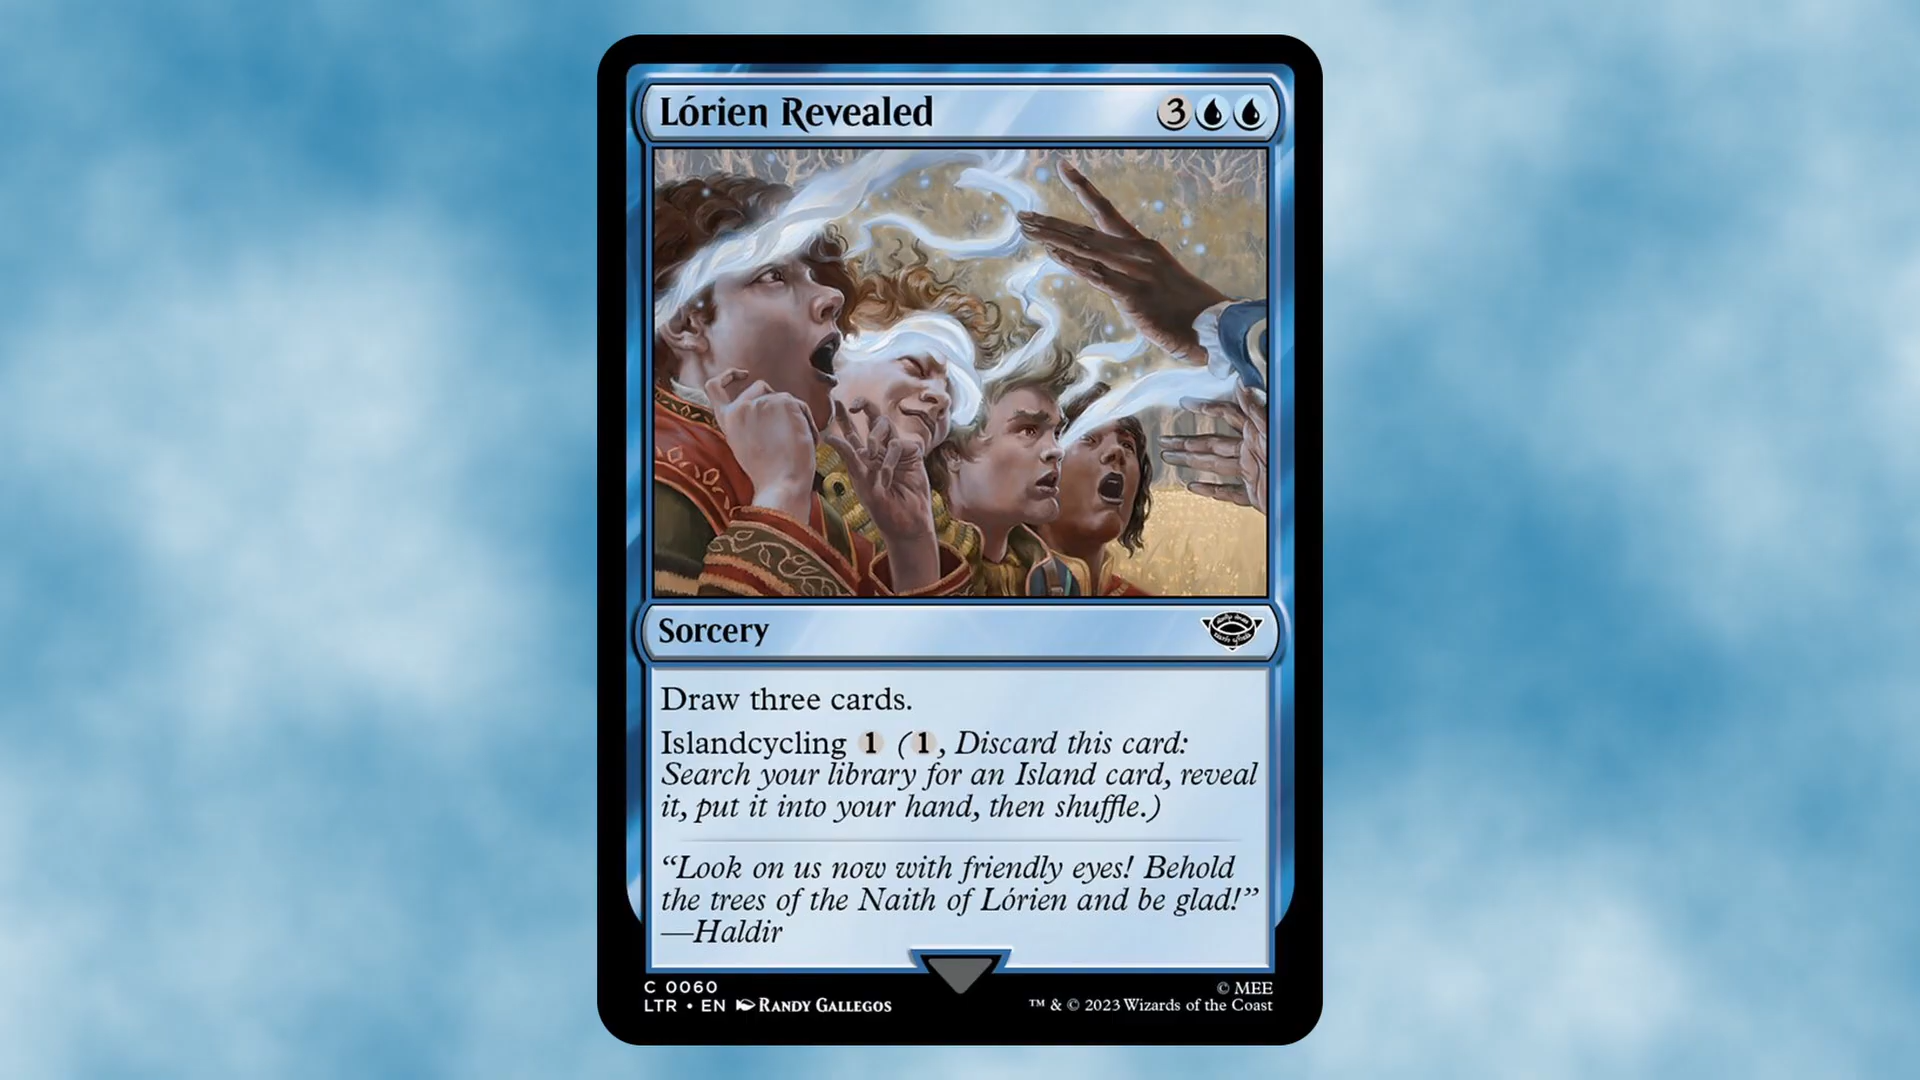 Lórien Revealed 3
Sorcery
Draw three cards.
Islandcycling 1 (1, Discard this card:
Search your library for an Island card, reveal
it, put it into your hand, then shuffle.)
“Look on us now with friendly eyes! Behold
the trees of the Naith of Lórien and be glad!”
—Haldir
C 0060
LTR • EN Randy Gallegos
© MEE
™ & © 2023 Wizards of the Coast